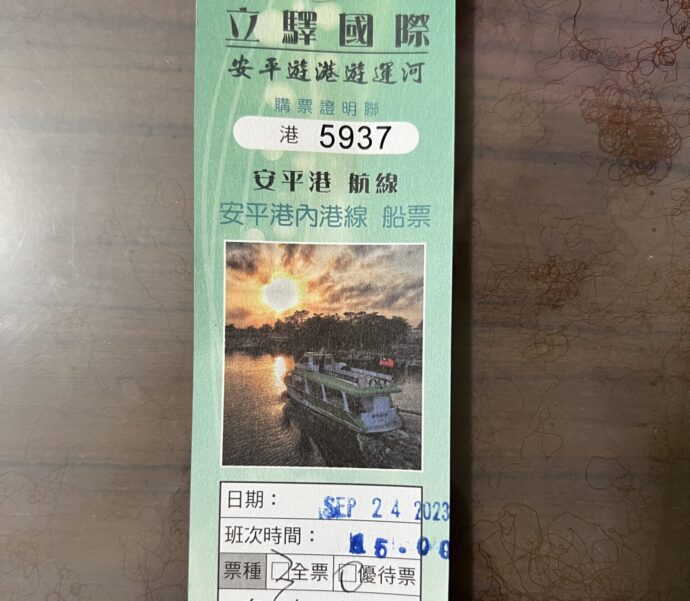 立驛國際
安平遊港遊運河
購票證明聯
港 5937
安平港 航線
安平港內港線 船票
日期： SEP 24 2023
班次時間： 15-00
票種 □全票 3 □優待票 0